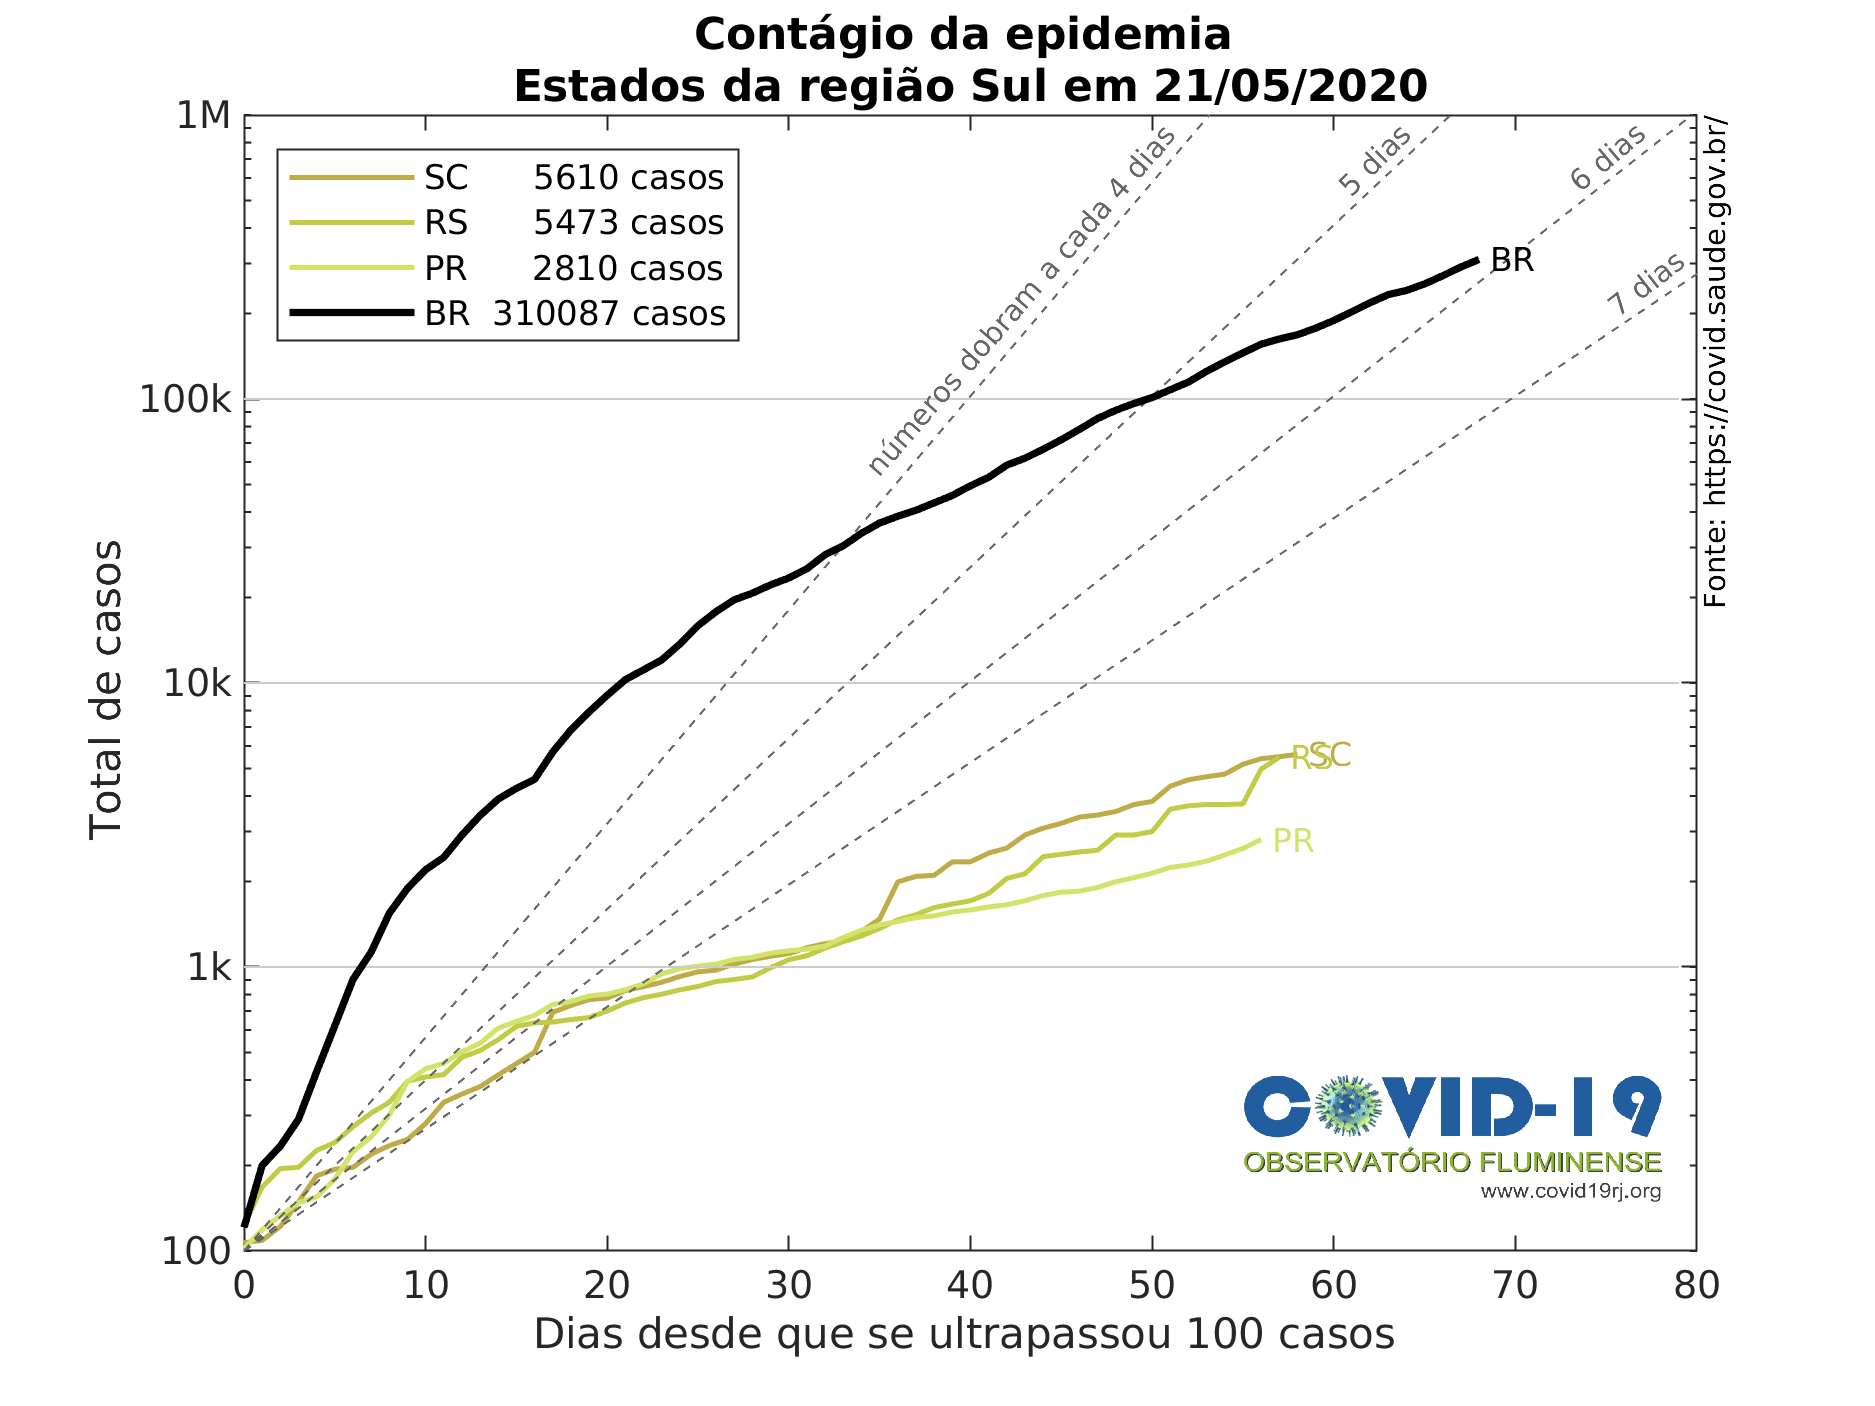 Contágio da epidemia
Estados da região Sul em 21/05/2020
1M
100k
10k
1k
100
Total de casos
SC 5610 casos
RS 5473 casos
PR 2810 casos
BR 310087 casos
números dobram a cada 4 dias
5 dias
6 dias
7 dias
BR
RS
SC
PR
Fonte: https://covid.saude.gov.br/
COVID-19
OBSERVATÓRIO FLUMINENSE
www.covid19rj.org
0 10 20 30 40 50 60 70 80
Dias desde que se ultrapassou 100 casos